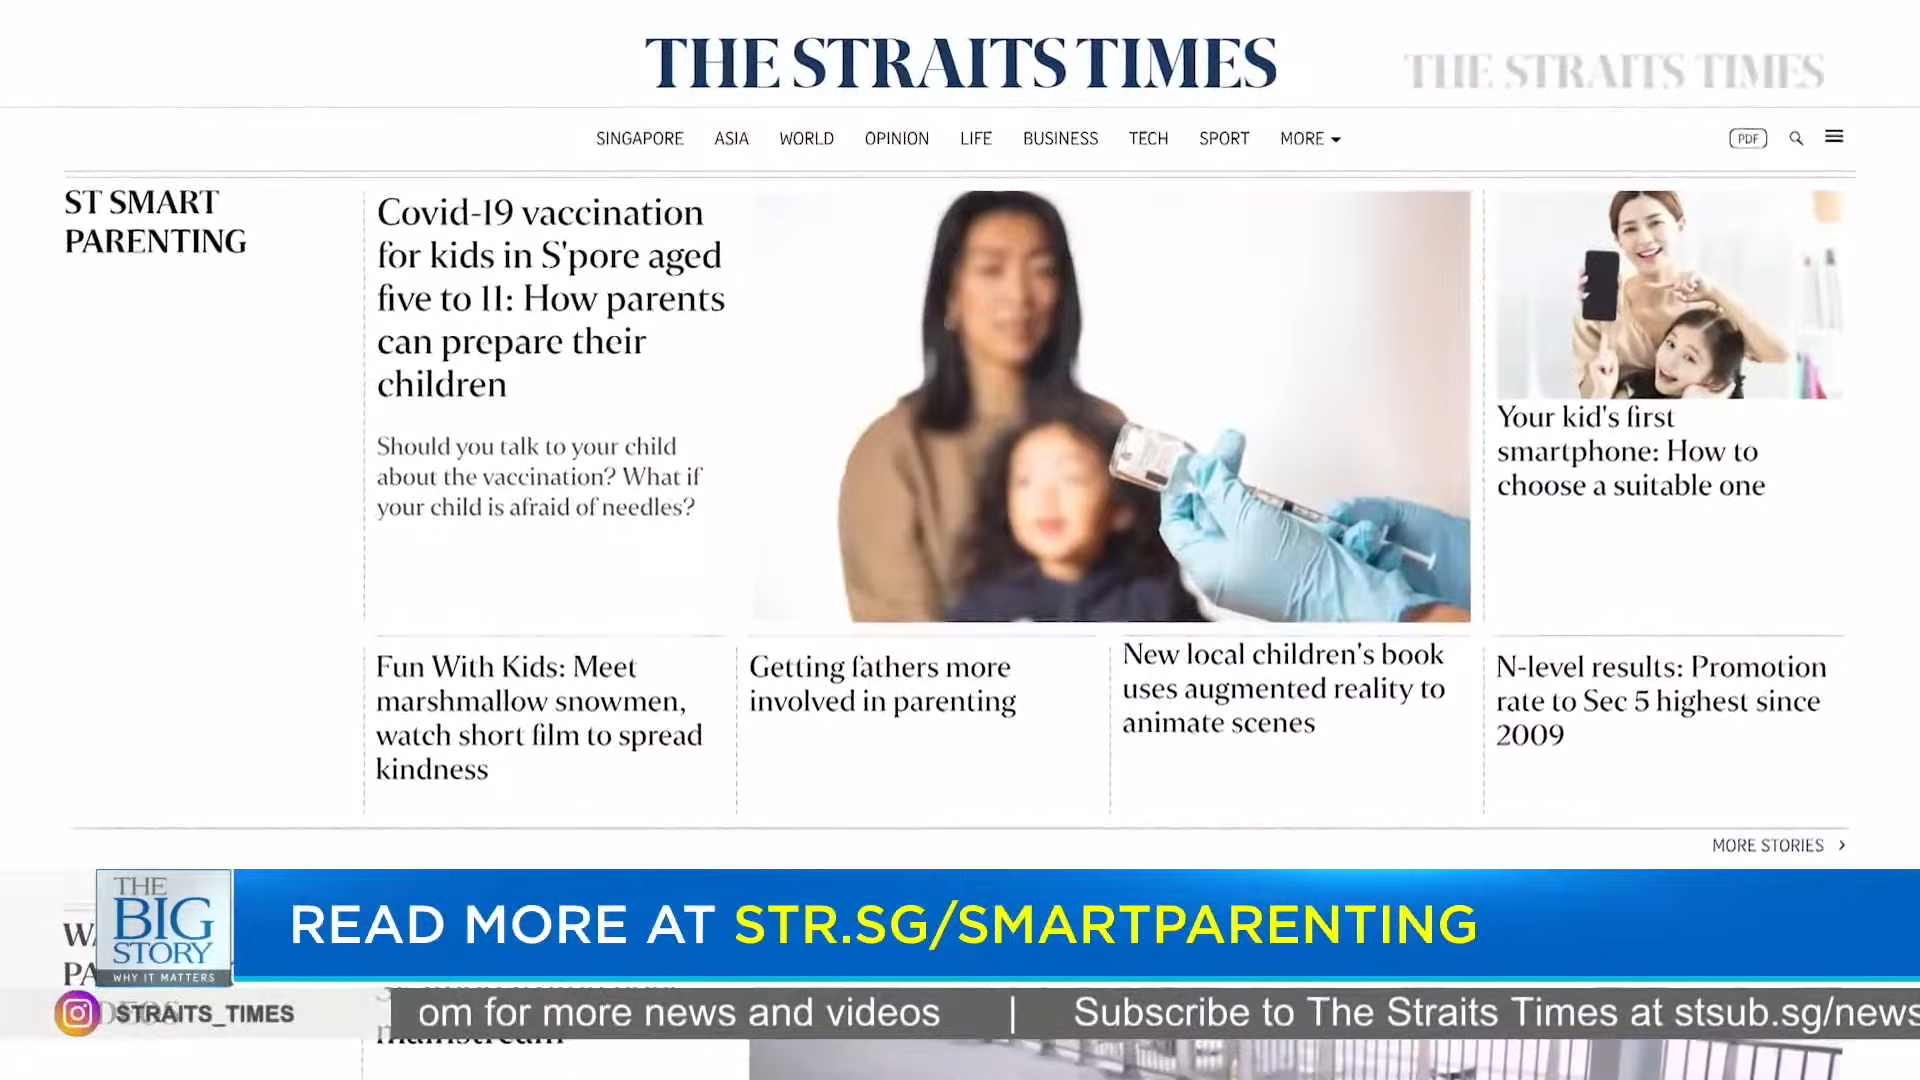 THE STRAITS TIMES
THE STRAITS TIMES
SINGAPORE ASIA WORLD OPINION LIFE BUSINESS TECH SPORT MORE
PDF
ST SMART
PARENTING
Covid-19 vaccination
for kids in S'pore aged
five to 11: How parents
can prepare their
children
Should you talk to your child
about the vaccination? What if
your child is afraid of needles?
Your kid's first
smartphone: How to
choose a suitable one
Fun With Kids: Meet
marshmallow snowmen,
watch short film to spread
kindness
Getting fathers more
involved in parenting
New local children's book
uses augmented reality to
animate scenes
N-level results: Promotion
rate to Sec 5 highest since
2009
MORE STORIES
THE
BIG
STORY
WHY IT MATTERS
READ MORE AT STR.SG/SMARTPARENTING
STRAITS_TIMES
om for more news and videos | Subscribe to The Straits Times at stsub.sg/news